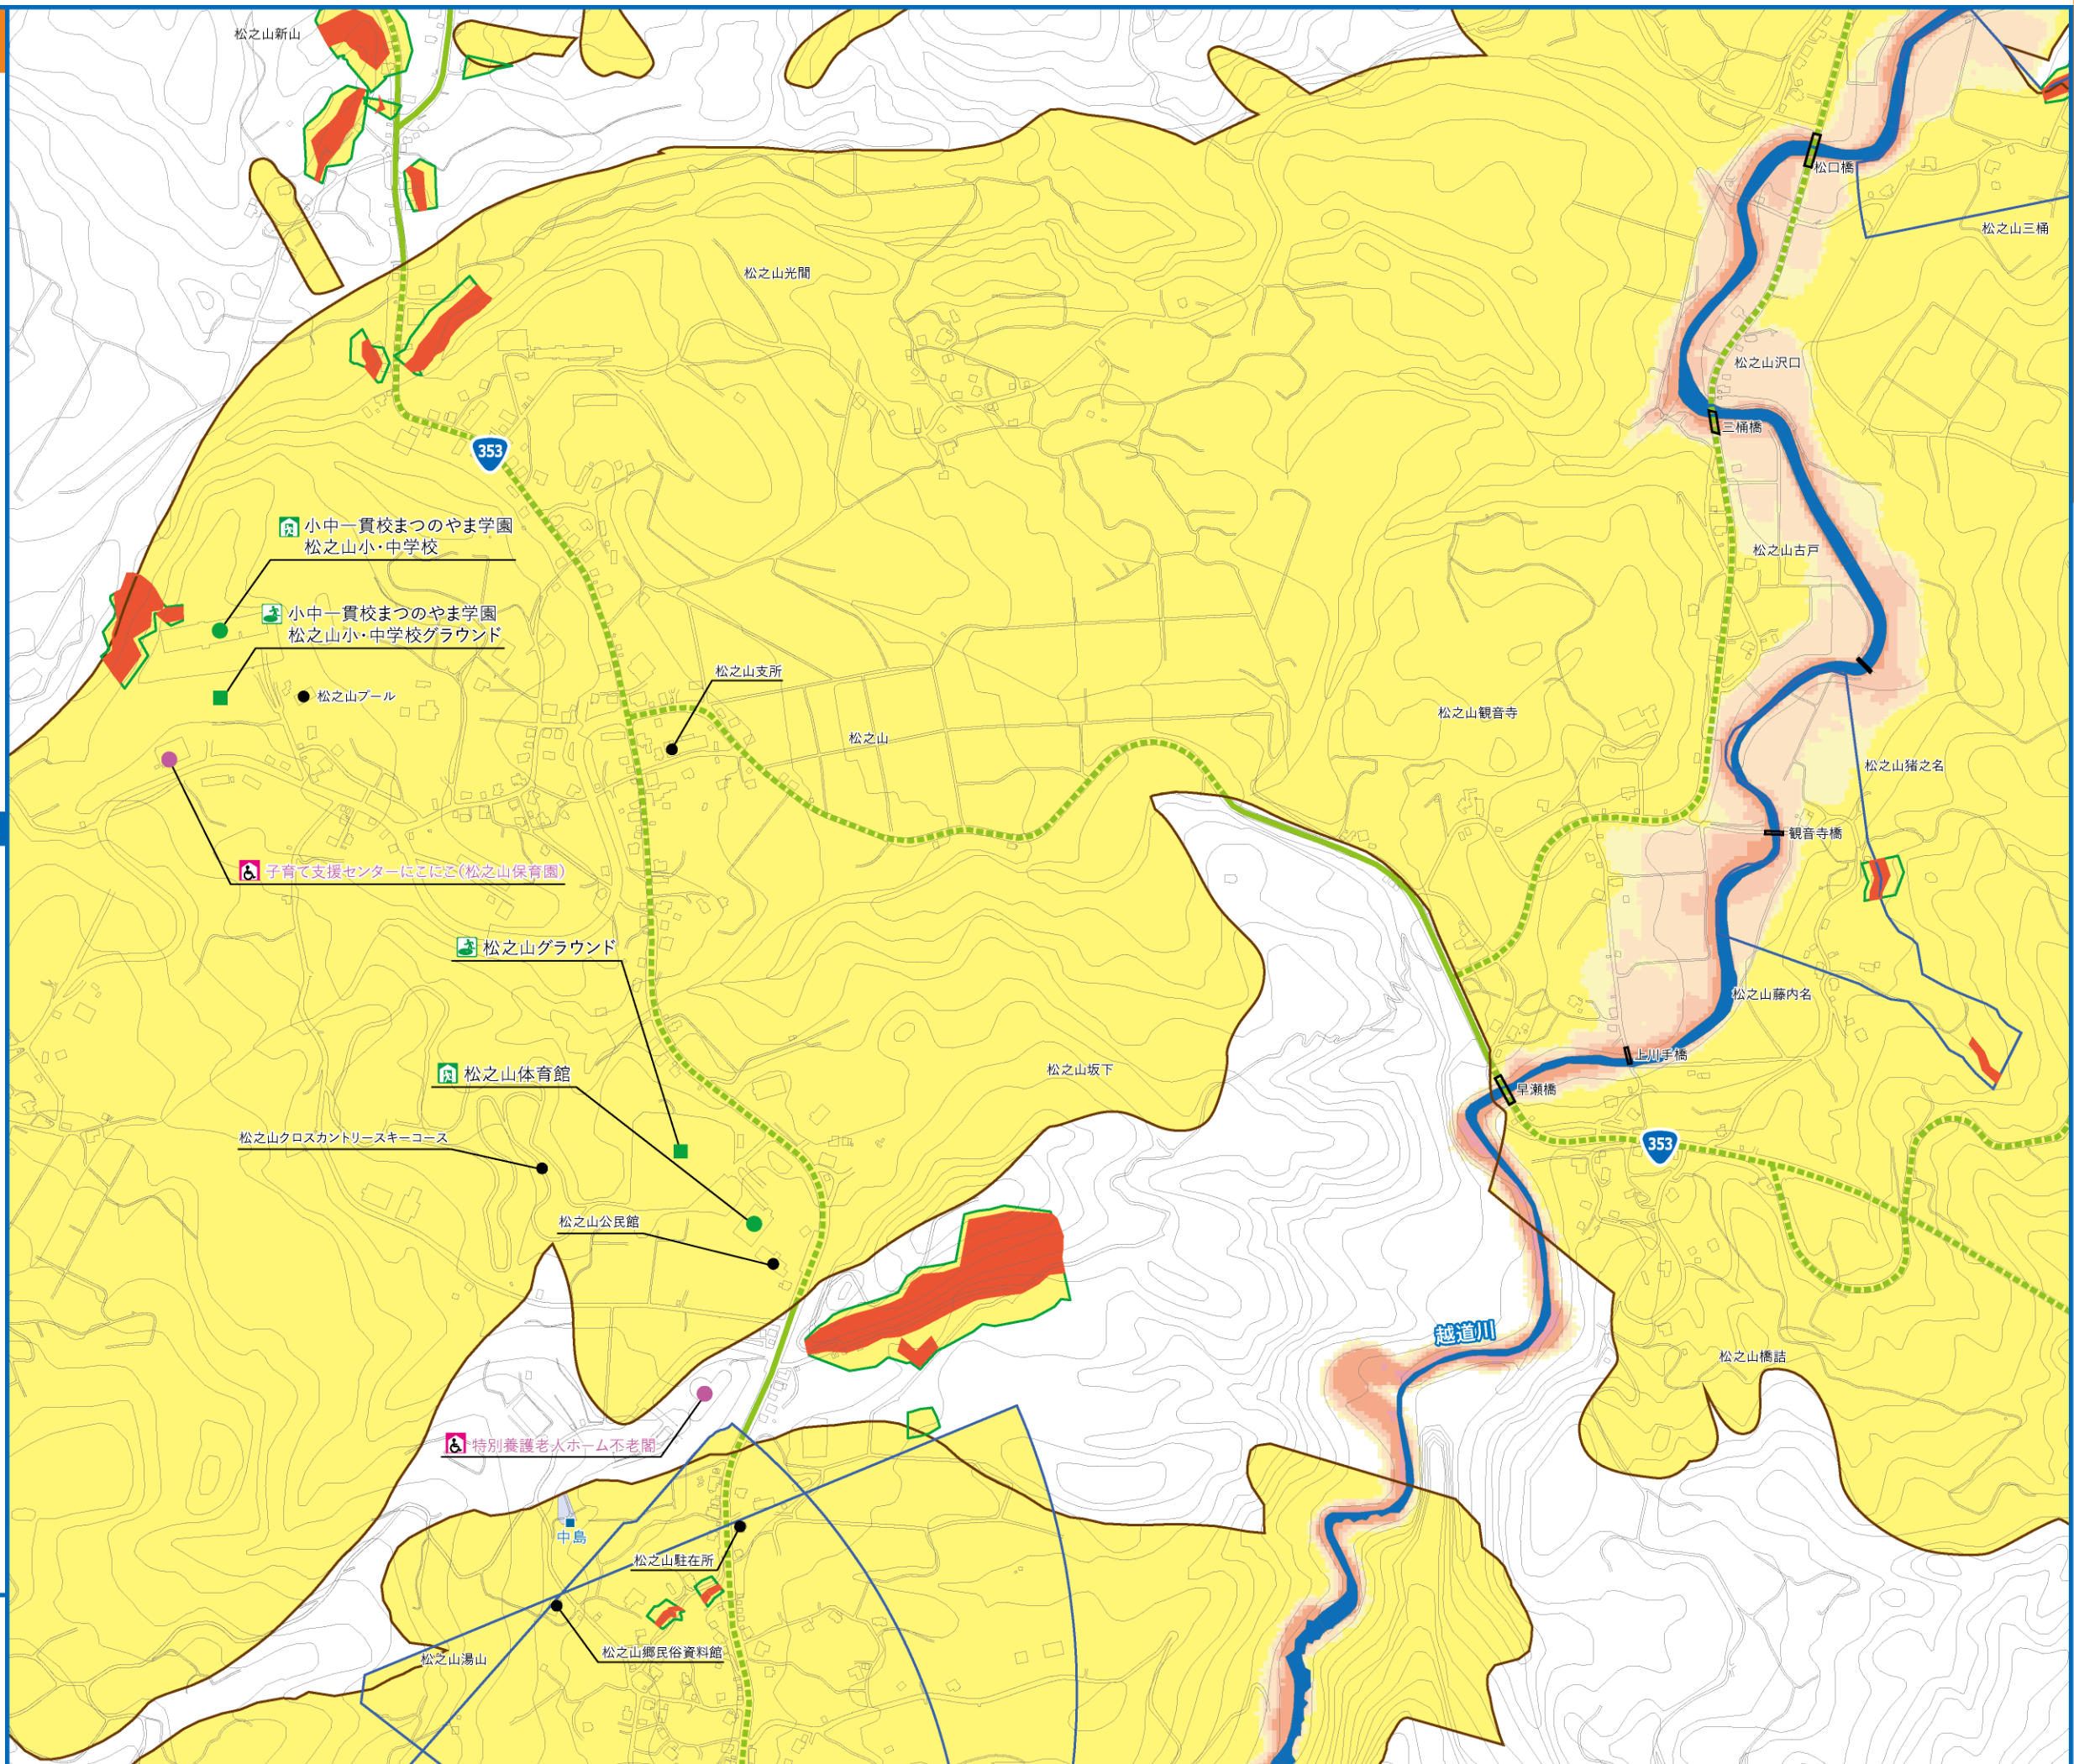 松之山新山
松口橋
松之山三桶
松之山光間
松之山沢口
三桶橋
353
小中一貫校まつのやま学園
松之山小・中学校
松之山古戸
小中一貫校まつのやま学園
松之山小・中学校グラウンド
松之山支所
松之山プール
松之山観音寺
松之山
松之山猪之名
観音寺橋
子育て支援センターにこにこ(松之山保育園)
松之山グラウンド
松之山藤内名
上川手橋
松之山体育館
松之山坂下
早瀬橋
松之山クロスカントリースキーコース
353
松之山公民館
越道川
松之山橋詰
特別養護老人ホーム不老閣
中島
松之山駐在所
松之山郷民俗資料館
松之山湯山